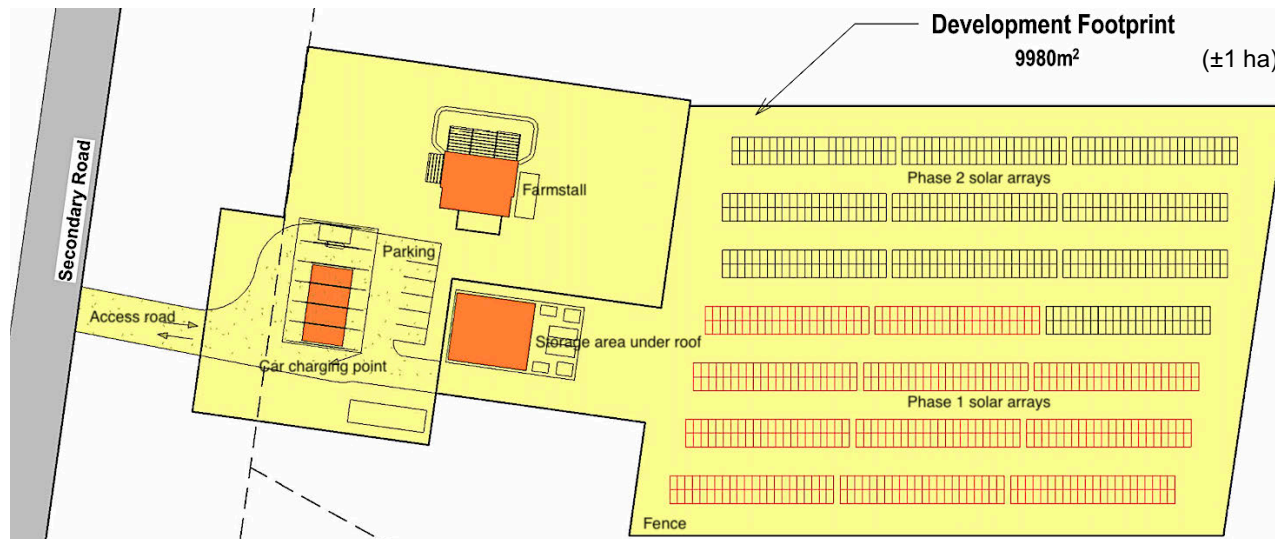 Development Footprint
9980m² (±1 ha)
Secondary Road
Farmstall
Phase 2 solar arrays
Parking
Access road
Storage area under roof
Car charging point
Phase 1 solar arrays
Fence